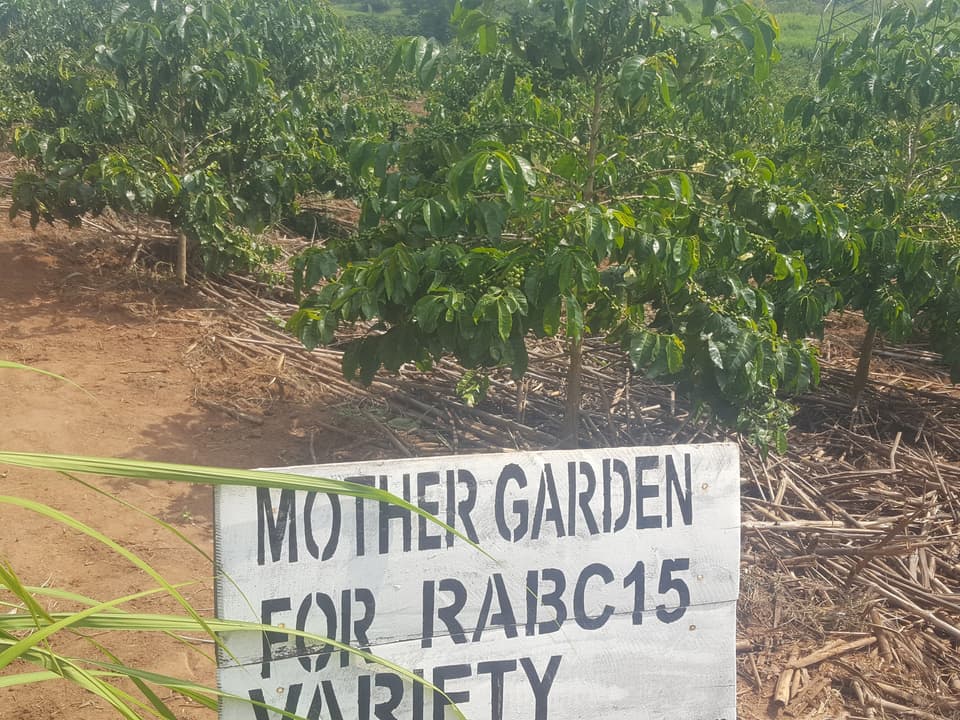 MOTHER GARDEN
FOR RABC15
VARIETY